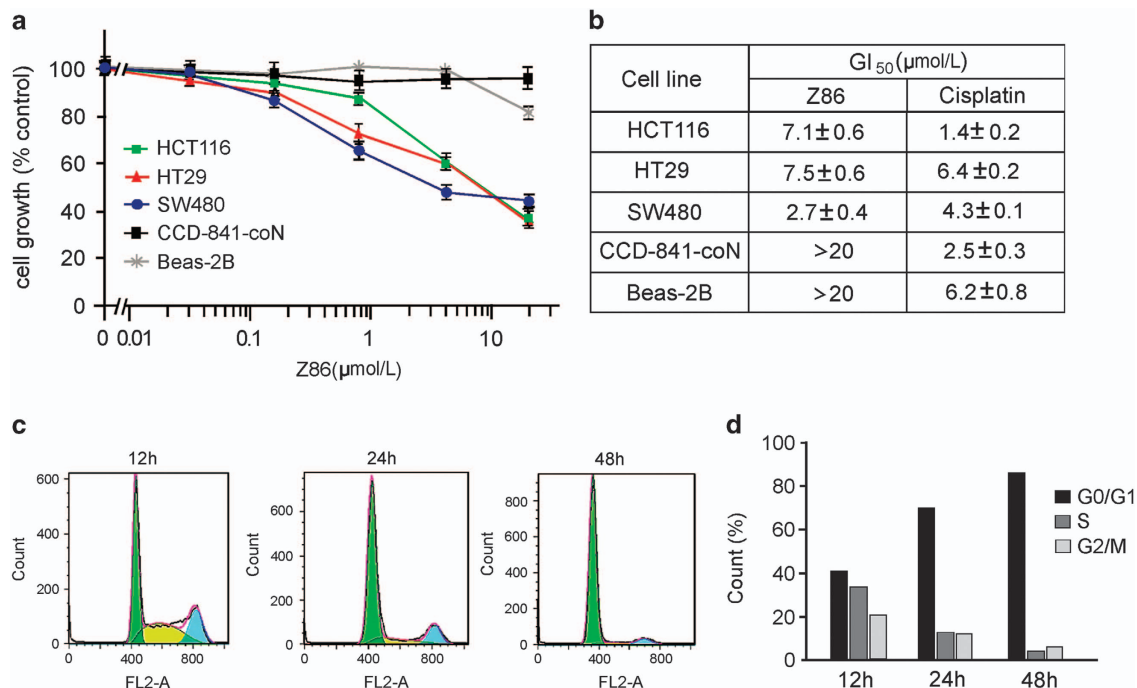 a
cell growth (% control)
100
80
60
40
20
0
HCT116
HT29
SW480
CCD-841-coN
Beas-2B
0 0.01 0.1 1 10
Z86(μmol/L)
b
Cell line GI50(μmol/L)
Z86 Cisplatin
HCT116 7.1±0.6 1.4±0.2
HT29 7.5±0.6 6.4±0.2
SW480 2.7±0.4 4.3±0.1
CCD-841-coN >20 2.5±0.3
Beas-2B >20 6.2±0.8
c
12h
Count
600
400
200
0
0 400 800
FL2-A
24h
Count
600
400
200
0
0 400 800
FL2-A
48h
Count
800
600
400
200
0
0 400 800
FL2-A
d
Count (%)
100
80
60
40
20
0
12h 24h 48h
G0/G1
S
G2/M